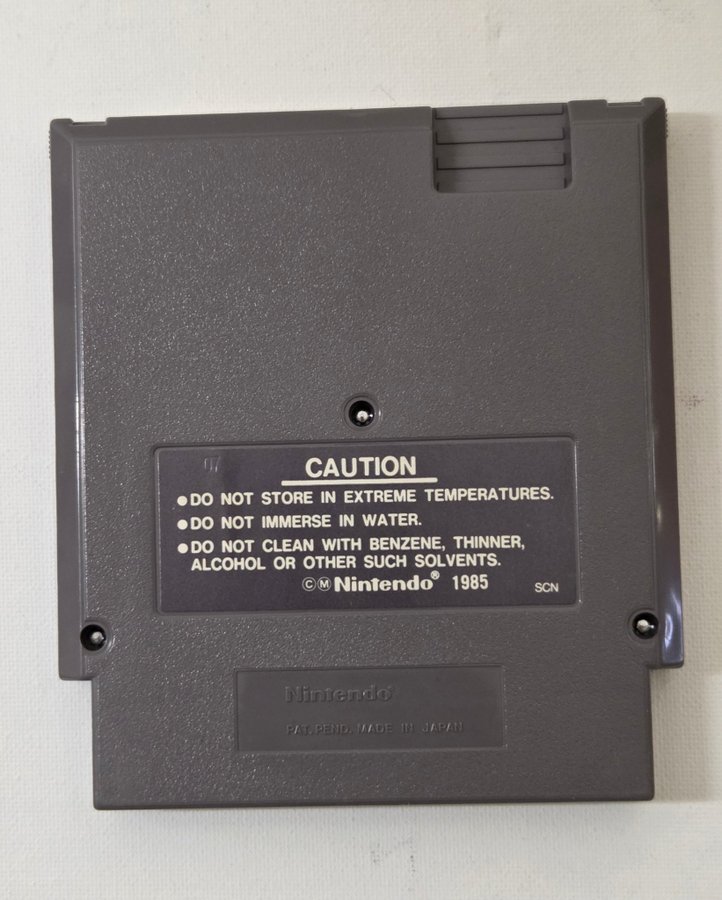 CAUTION
●DO NOT STORE IN EXTREME TEMPERATURES.
●DO NOT IMMERSE IN WATER.
●DO NOT CLEAN WITH BENZENE, THINNER,
ALCOHOL OR OTHER SUCH SOLVENTS.
©Ⓜ Nintendo® 1985
SCN
Nintendo®
PAT. PEND. MADE IN JAPAN